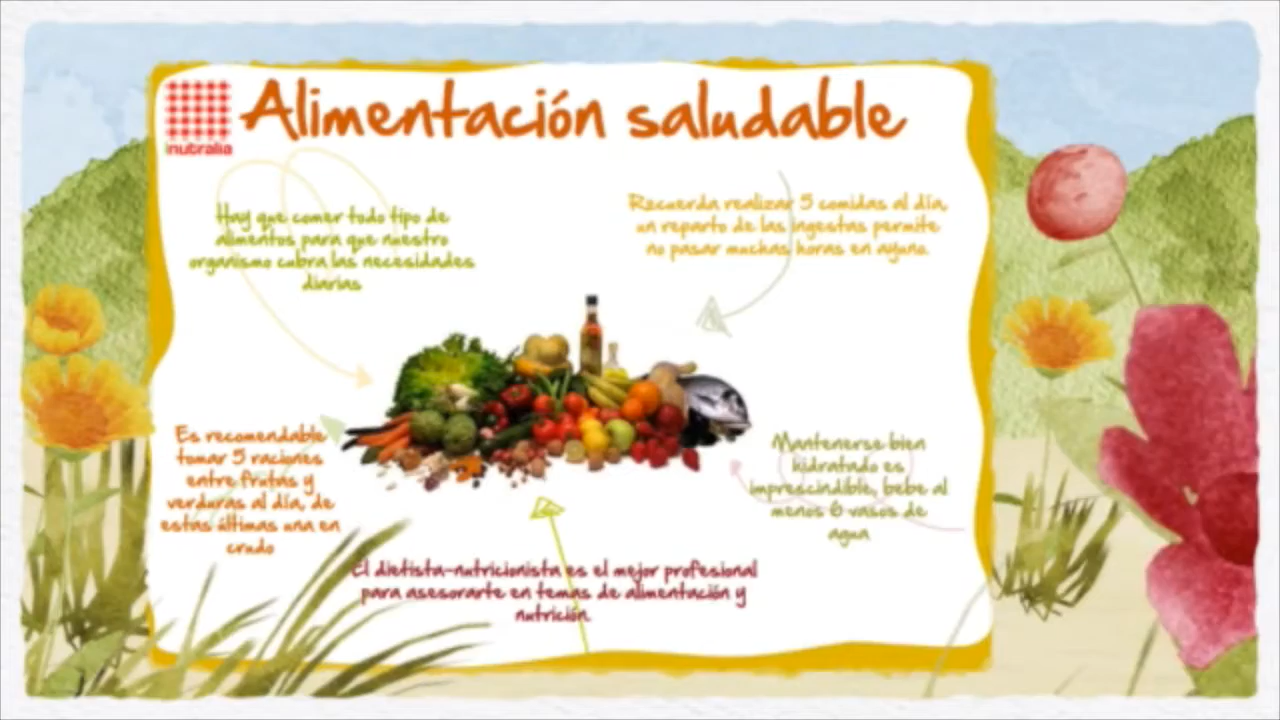 Alimentación saludable
nutralia
Hay que comer todo tipo de
alimentos para que nuestro
organismo cubra las necesidades
diarias
Recuerda realizar 5 comidas al día,
un reparto de las ingestas permite
no pasar muchas horas en ayuno.
Es recomendable
tomar 5 raciones
entre frutas y
verduras al día, de
estas últimas una en
crudo
Mantenerse bien
hidratado es
imprescindible, bebe al
menos 6 vasos de
agua
El dietista-nutricionista es el mejor profesional
para asesorarte en temas de alimentación y
nutrición.